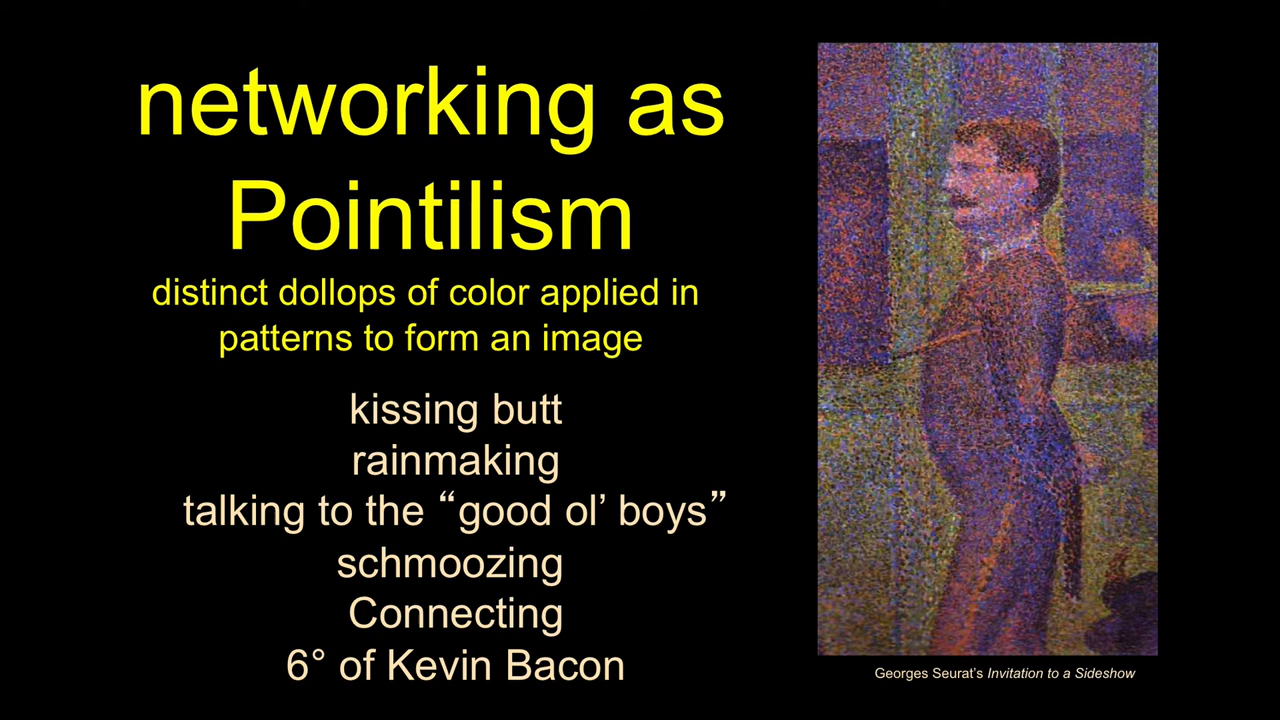 networking as
Pointilism
distinct dollops of color applied in
patterns to form an image
kissing butt
rainmaking
talking to the “good ol’ boys”
schmoozing
Connecting
6° of Kevin Bacon
Georges Seurat’s Invitation to a Sideshow